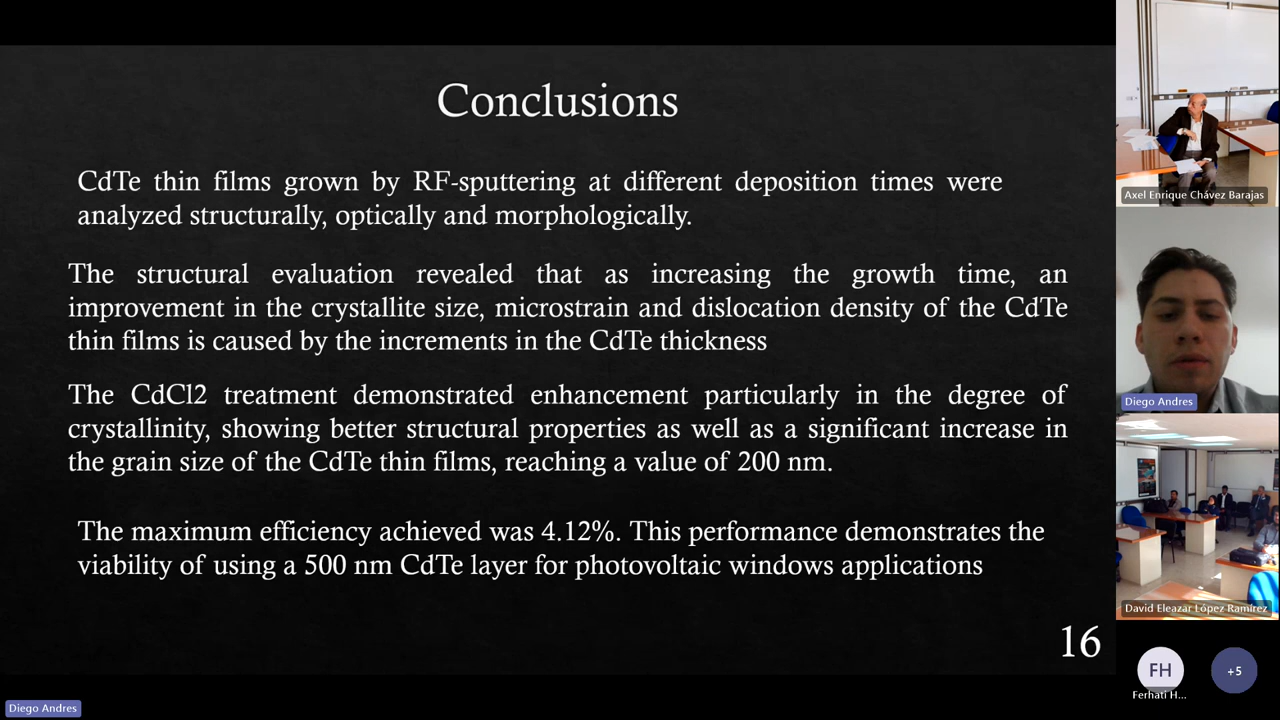 Conclusions
CdTe thin films grown by RF-sputtering at different deposition times were
analyzed structurally, optically and morphologically.
The structural evaluation revealed that as increasing the growth time, an
improvement in the crystallite size, microstrain and dislocation density of the CdTe
thin films is caused by the increments in the CdTe thickness
The CdCl2 treatment demonstrated enhancement particularly in the degree of
crystallinity, showing better structural properties as well as a significant increase in
the grain size of the CdTe thin films, reaching a value of 200 nm.
The maximum efficiency achieved was 4.12%. This performance demonstrates the
viability of using a 500 nm CdTe layer for photovoltaic windows applications
16
Diego Andres
Axel Enrique Chávez Barajas
Diego Andres
David Eleazar López Ramírez
FH
Ferhati H...
+5